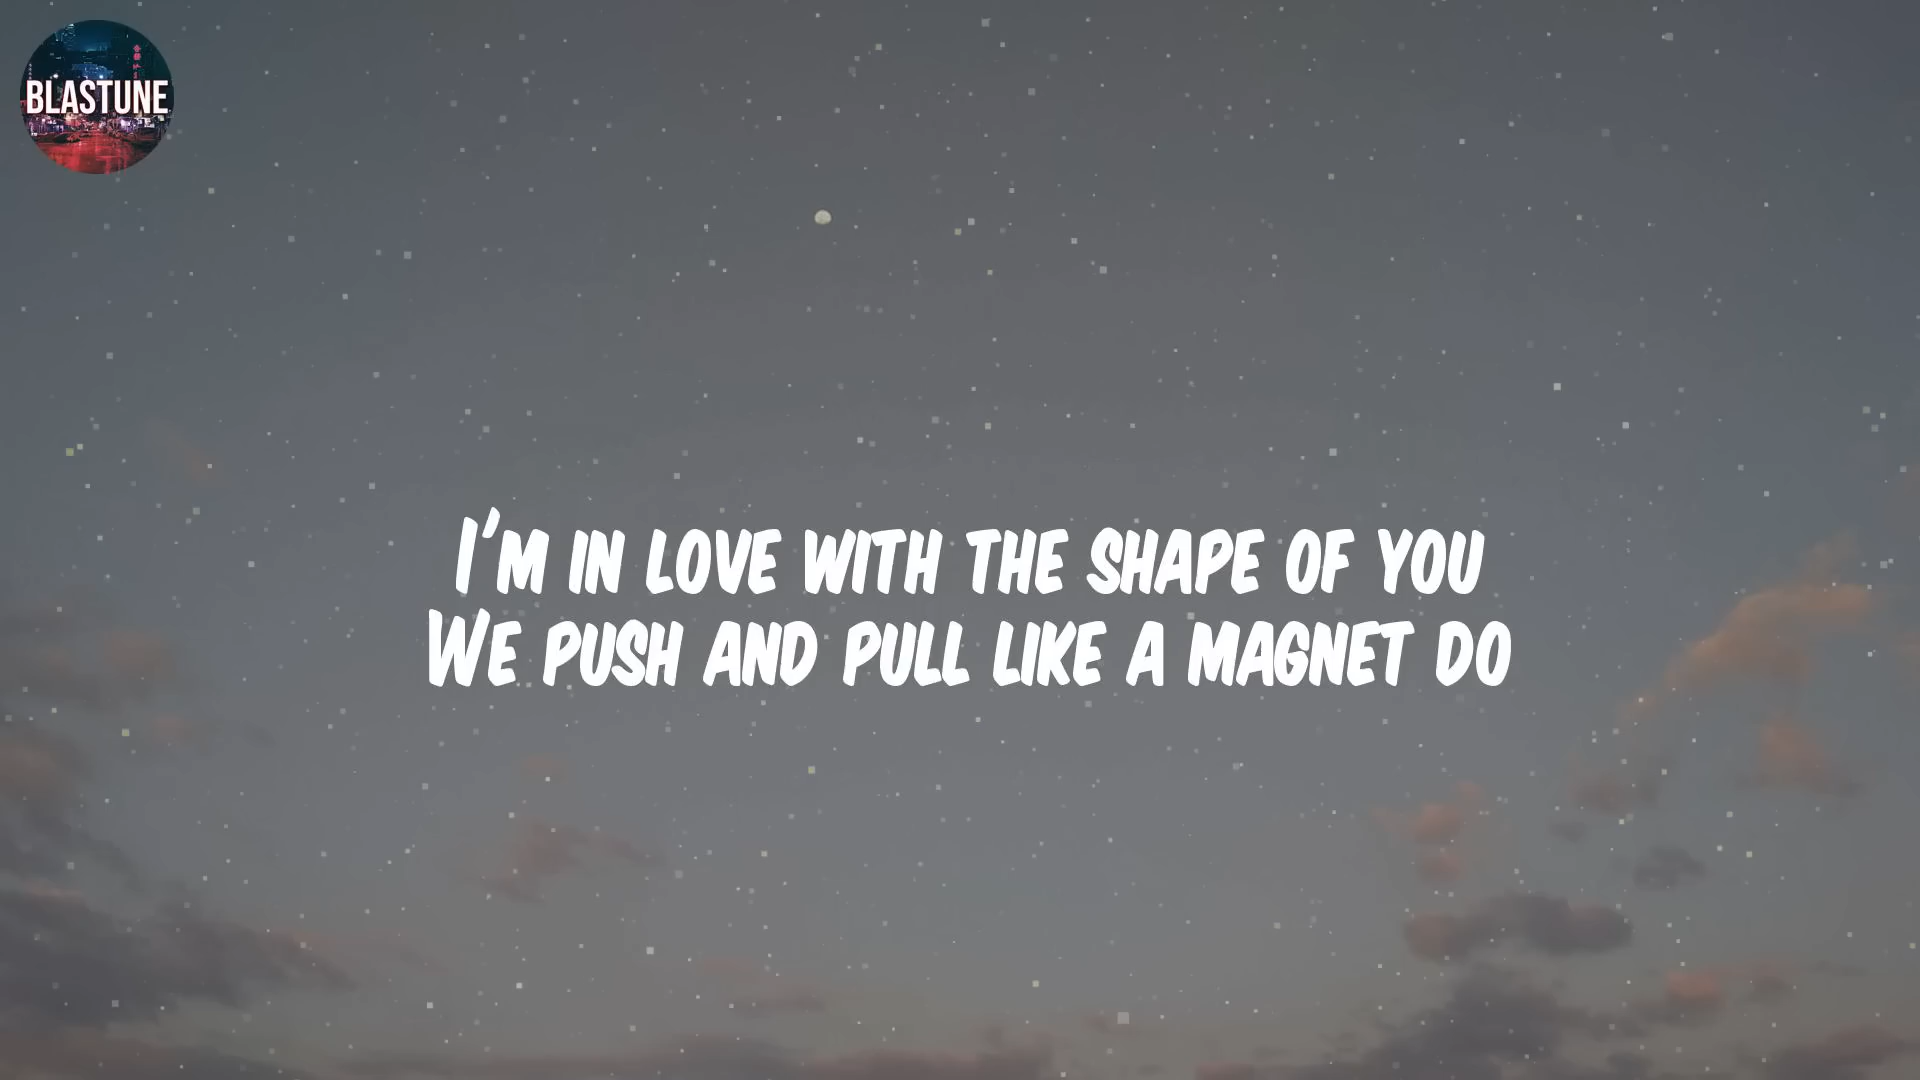 BLASTUNE
I'm in love with the shape of you
We push and pull like a magnet do